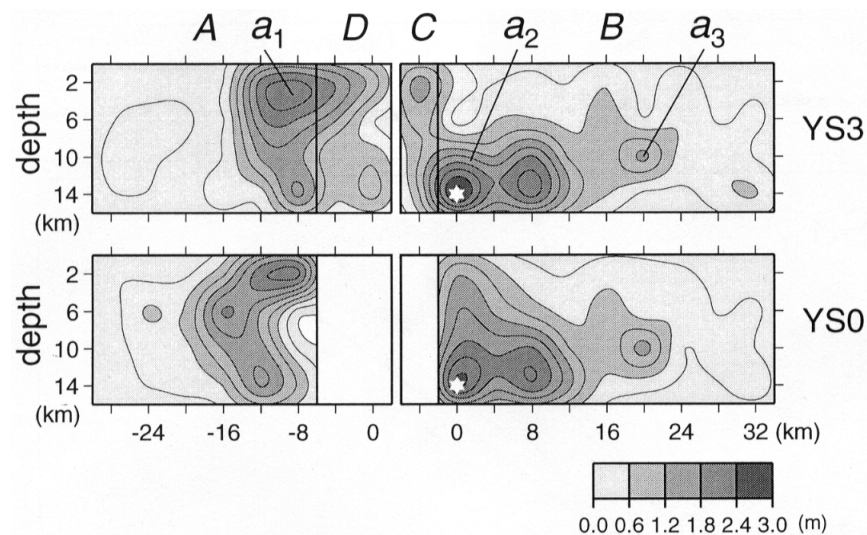 A a1 D C a2 B a3
2
6
10
14
depth
(km)
YS3
2
6
10
14
depth
(km)
YS0
-24 -16 -8 0 0 8 16 24 32 (km)
0.0 0.6 1.2 1.8 2.4 3.0 (m)